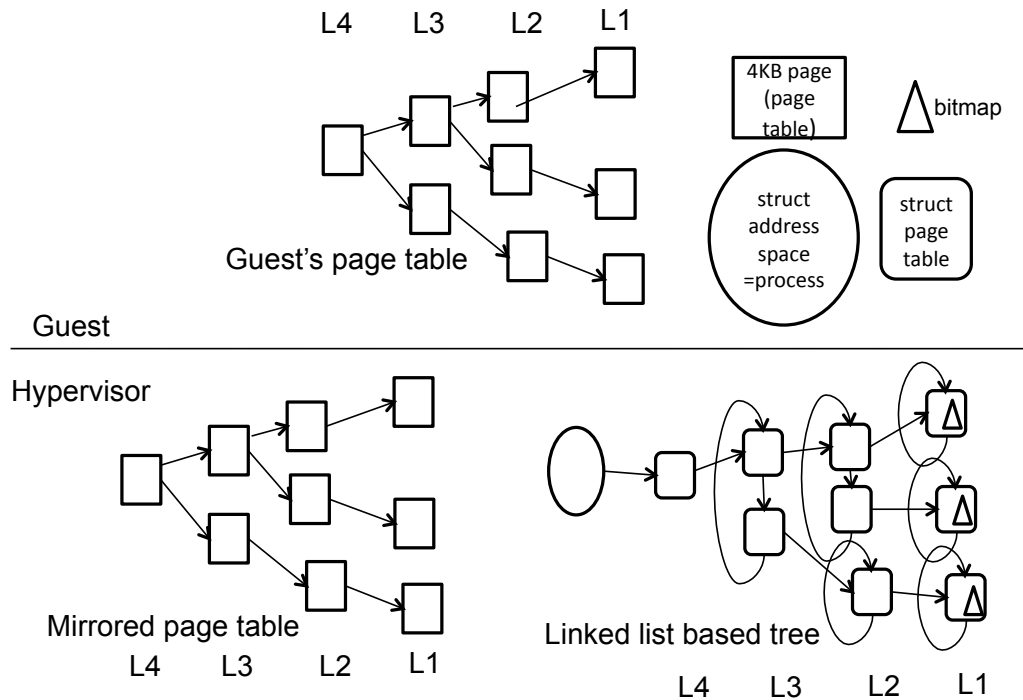 L4 L3 L2 L1
4KB page
(page
table)
bitmap
struct
address
space
=process
struct
page
table
Guest's page table
Guest
Hypervisor
Mirrored page table
L4 L3 L2 L1
Linked list based tree
L4 L3 L2 L1